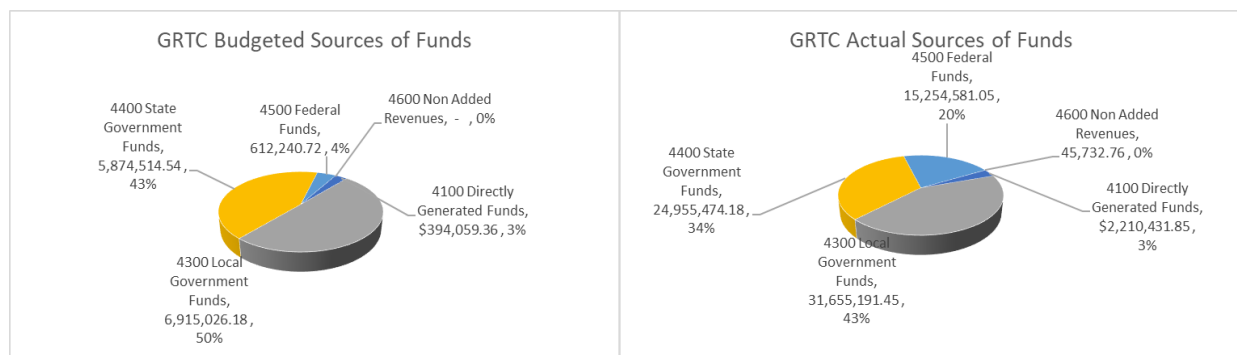 GRTC Budgeted Sources of Funds
4400 State
Government
Funds,
5,874,514.54 ,
43%
4500 Federal
Funds,
612,240.72 , 4%
4600 Non Added
Revenues, - , 0%
4100 Directly
Generated Funds,
$394,059.36 , 3%
4300 Local
Government
Funds,
6,915,026.18 ,
50%
GRTC Actual Sources of Funds
4500 Federal
Funds,
15,254,581.05 ,
20%
4600 Non Added
Revenues,
45,732.76 , 0%
4400 State
Government
Funds,
24,955,474.18 ,
34%
4100 Directly
Generated Funds,
$2,210,431.85 ,
3%
4300 Local
Government
Funds,
31,655,191.45 ,
43%